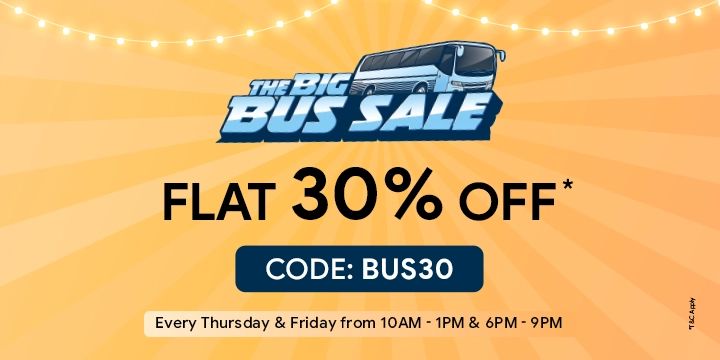 THE BIG
BUS SALE
FLAT 30% OFF*
CODE: BUS30
Every Thursday & Friday from 10AM - 1PM & 6PM - 9PM
*T&C Apply